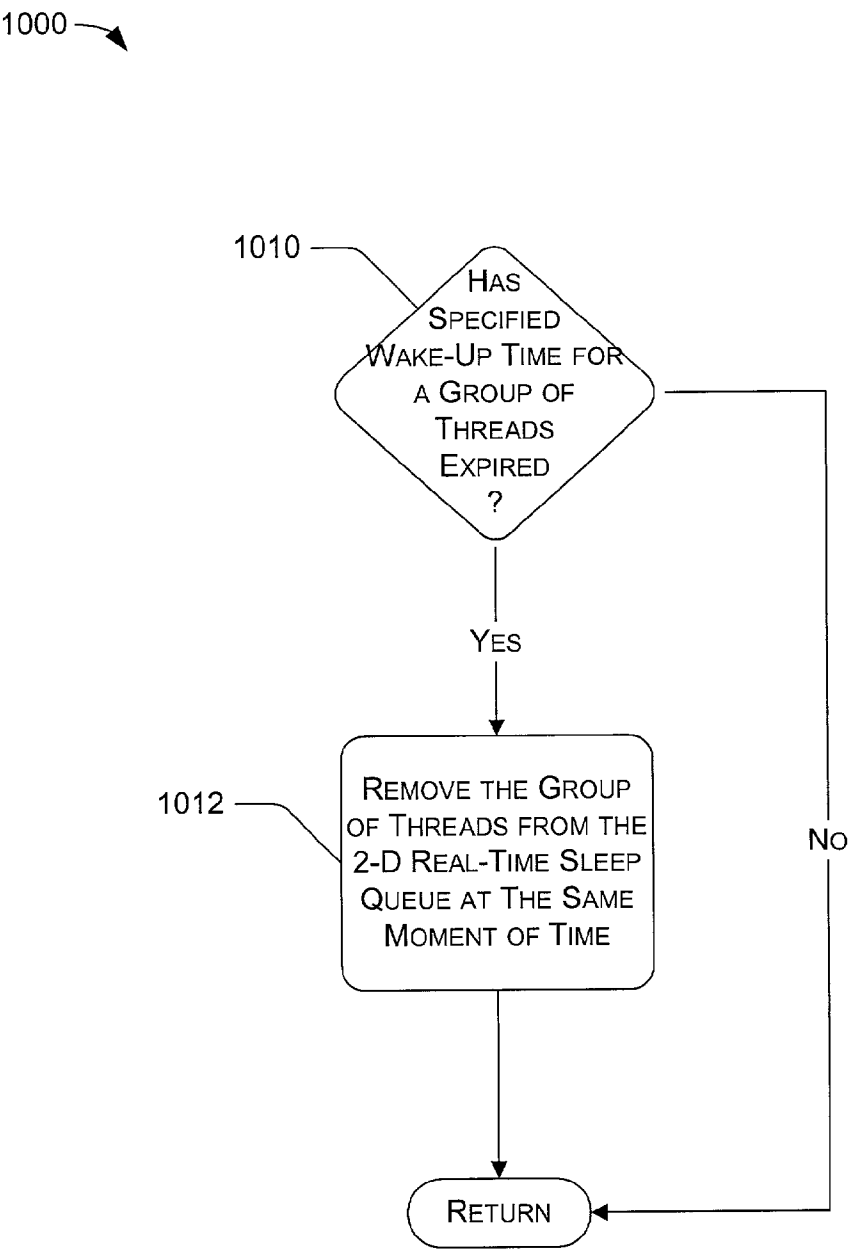 1000
1010
HAS
SPECIFIED
WAKE-UP TIME FOR
A GROUP OF
THREADS
EXPIRED
?
YES
1012
REMOVE THE GROUP
OF THREADS FROM THE
2-D REAL-TIME SLEEP
QUEUE AT THE SAME
MOMENT OF TIME
NO
RETURN